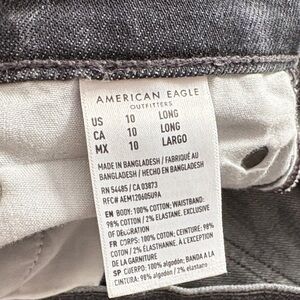 AMERICAN EAGLE
OUTFITTERS
US 10 LONG
CA 10 LONG
MX 10 LARGO
MADE IN BANGLADESH / FABRIQUÉ AU
BANGLADESH / HECHO EN BANGLADESH
RN 54485 / CA 03873
RFC# AEM120605U9A
EN BODY: 100% COTTON; WAISTBAND:
98% COTTON / 2% ELASTANE. EXCLUSIVE
OF DECORATION
FR CORPS: 100% COTON; CEINTURE: 98%
COTON / 2% ÉLASTHANNE. À L'EXCEPTION
DE LA GARNITURE
SP CUERPO: 100% algodón; BANDA A LA
CINTURA: 98% algodón / 2% elastano